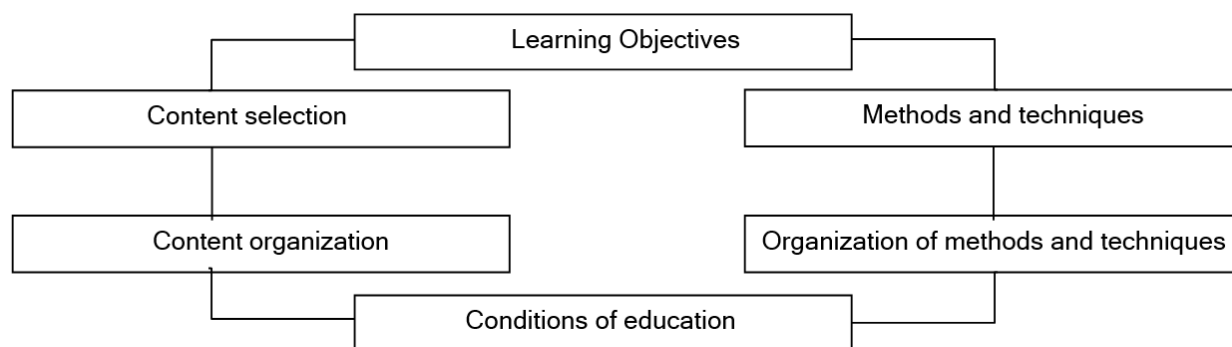 Learning Objectives
Content selection
Methods and techniques
Content organization
Organization of methods and techniques
Conditions of education